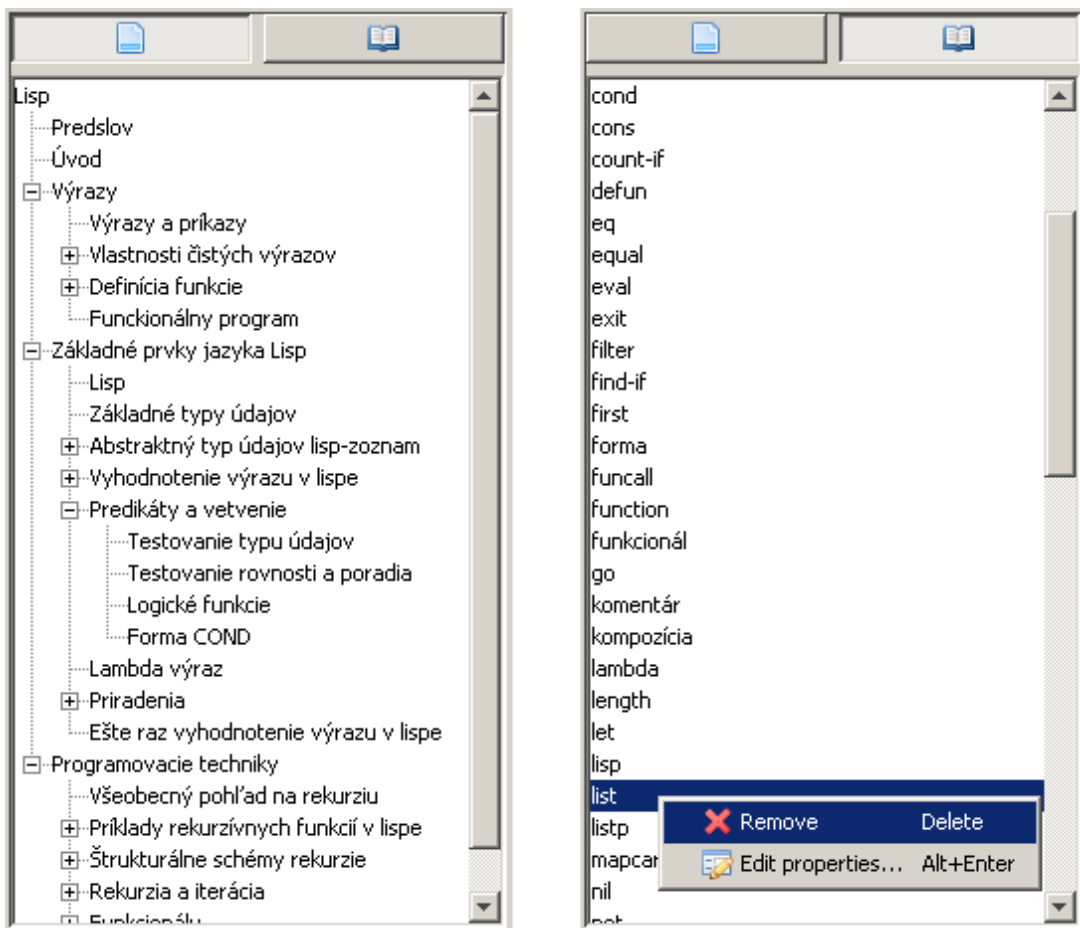 Lisp
Predslov
Úvod
Výrazy
Výrazy a príkazy
Vlastnosti čistých výrazov
Definícia funkcie
Funckionálny program
Základné prvky jazyka Lisp
Lisp
Základné typy údajov
Abstraktný typ údajov lisp-zoznam
Vyhodnotenie výrazu v lispe
Predikáty a vetvenie
Testovanie typu údajov
Testovanie rovnosti a poradia
Logické funkcie
Forma COND
Lambda výraz
Priradenia
Ešte raz vyhodnotenie výrazu v lispe
Programovacie techniky
Všeobecný pohľad na rekurziu
Príklady rekurzívnych funkcií v lispe
Štrukturálne schémy rekurzie
Rekurzia a iterácia
Funkcionály
cond
cons
count-if
defun
eq
equal
eval
exit
filter
find-if
first
forma
funcall
function
funkcionál
go
komentár
kompozícia
lambda
length
let
lisp
list
listp
mapcar
nil
not
Remove Delete
Edit properties... Alt+Enter